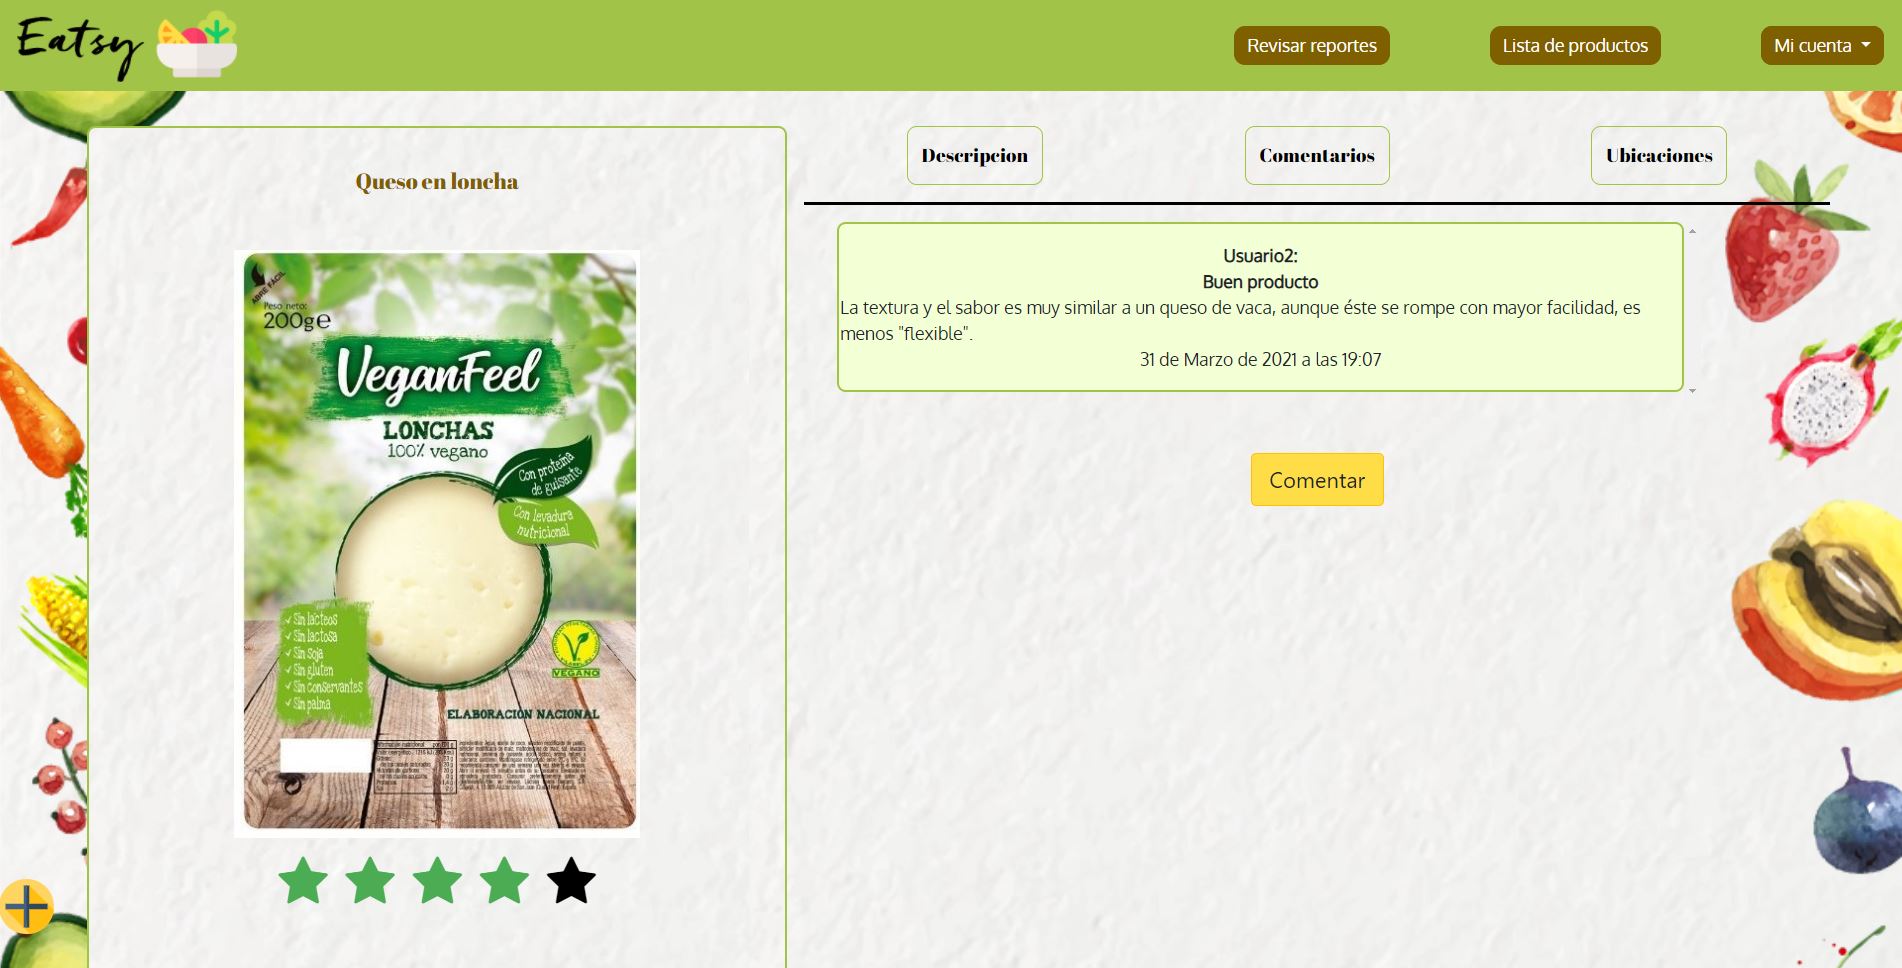 Eatsy
Revisar reportes
Lista de productos
Mi cuenta
Queso en loncha
ABRE FÁCIL
Peso neto:
200g e
VeganFeel
LONCHAS
100% vegano
Con proteína
de guisante
Con levadura
nutricional
✓ Sin lácteos
✓ Sin lactosa
✓ Sin soja
✓ Sin gluten
✓ Sin conservantes
✓ Sin palma
VEGANO
ELABORACIÓN NACIONAL
Descripcion
Comentarios
Ubicaciones
Usuario2:
Buen producto
La textura y el sabor es muy similar a un queso de vaca, aunque éste se rompe con mayor facilidad, es
menos "flexible".
31 de Marzo de 2021 a las 19:07
Comentar